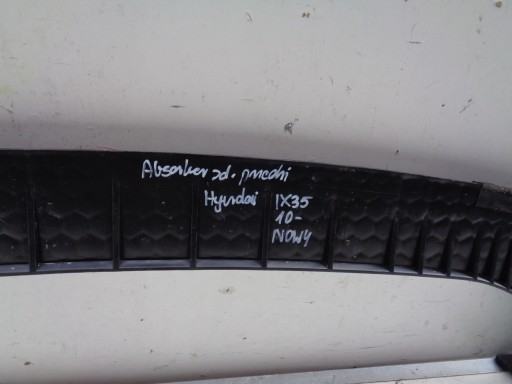 Absorber zd. przedni
Hyundai IX35
10-
NOWY